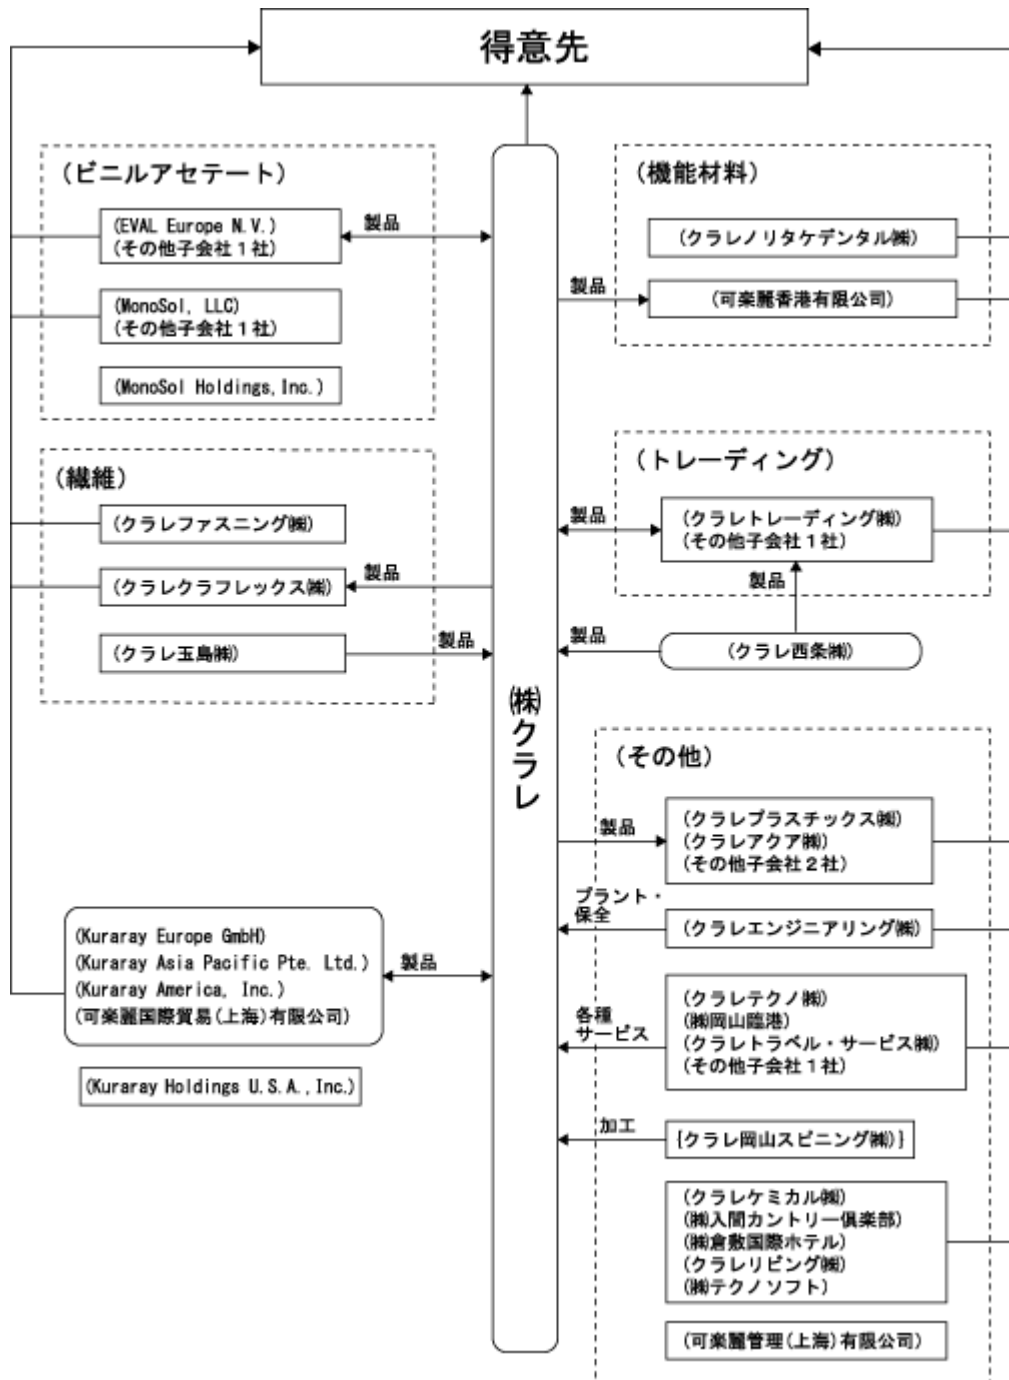 得意先
(ビニルアセテート)
(EVAL Europe N.V.)
(その他子会社1社)
製品
(MonoSol, LLC)
(その他子会社1社)
(MonoSol Holdings,Inc.)
(繊維)
(クラレファスニング㈱)
(クラレクラフレックス㈱)
製品
(クラレ玉島㈱)
製品
(Kuraray Europe GmbH)
(Kuraray Asia Pacific Pte. Ltd.)
(Kuraray America, Inc.)
(可楽麗国際貿易(上海)有限公司)
製品
(Kuraray Holdings U.S.A.,Inc.)
㈱クラレ
(機能材料)
(クラレノリタケデンタル㈱)
製品
(可楽麗香港有限公司)
(トレーディング)
製品
(クラレトレーディング㈱)
(その他子会社1社)
製品
製品
(クラレ西条㈱)
(その他)
製品
(クラレプラスチックス㈱)
(クラレアクア㈱)
(その他子会社2社)
プラント・
保全
(クラレエンジニアリング㈱)
各種
サービス
(クラレテクノ㈱)
(㈱岡山臨港)
(クラレトラベル・サービス㈱)
(その他子会社1社)
加工
{クラレ岡山スピニング㈱)}
(クラレケミカル㈱)
(㈱入間カントリー倶楽部)
(㈱倉敷国際ホテル)
(クラレリビング㈱)
(㈱テクノソフト)
(可楽麗管理(上海)有限公司)